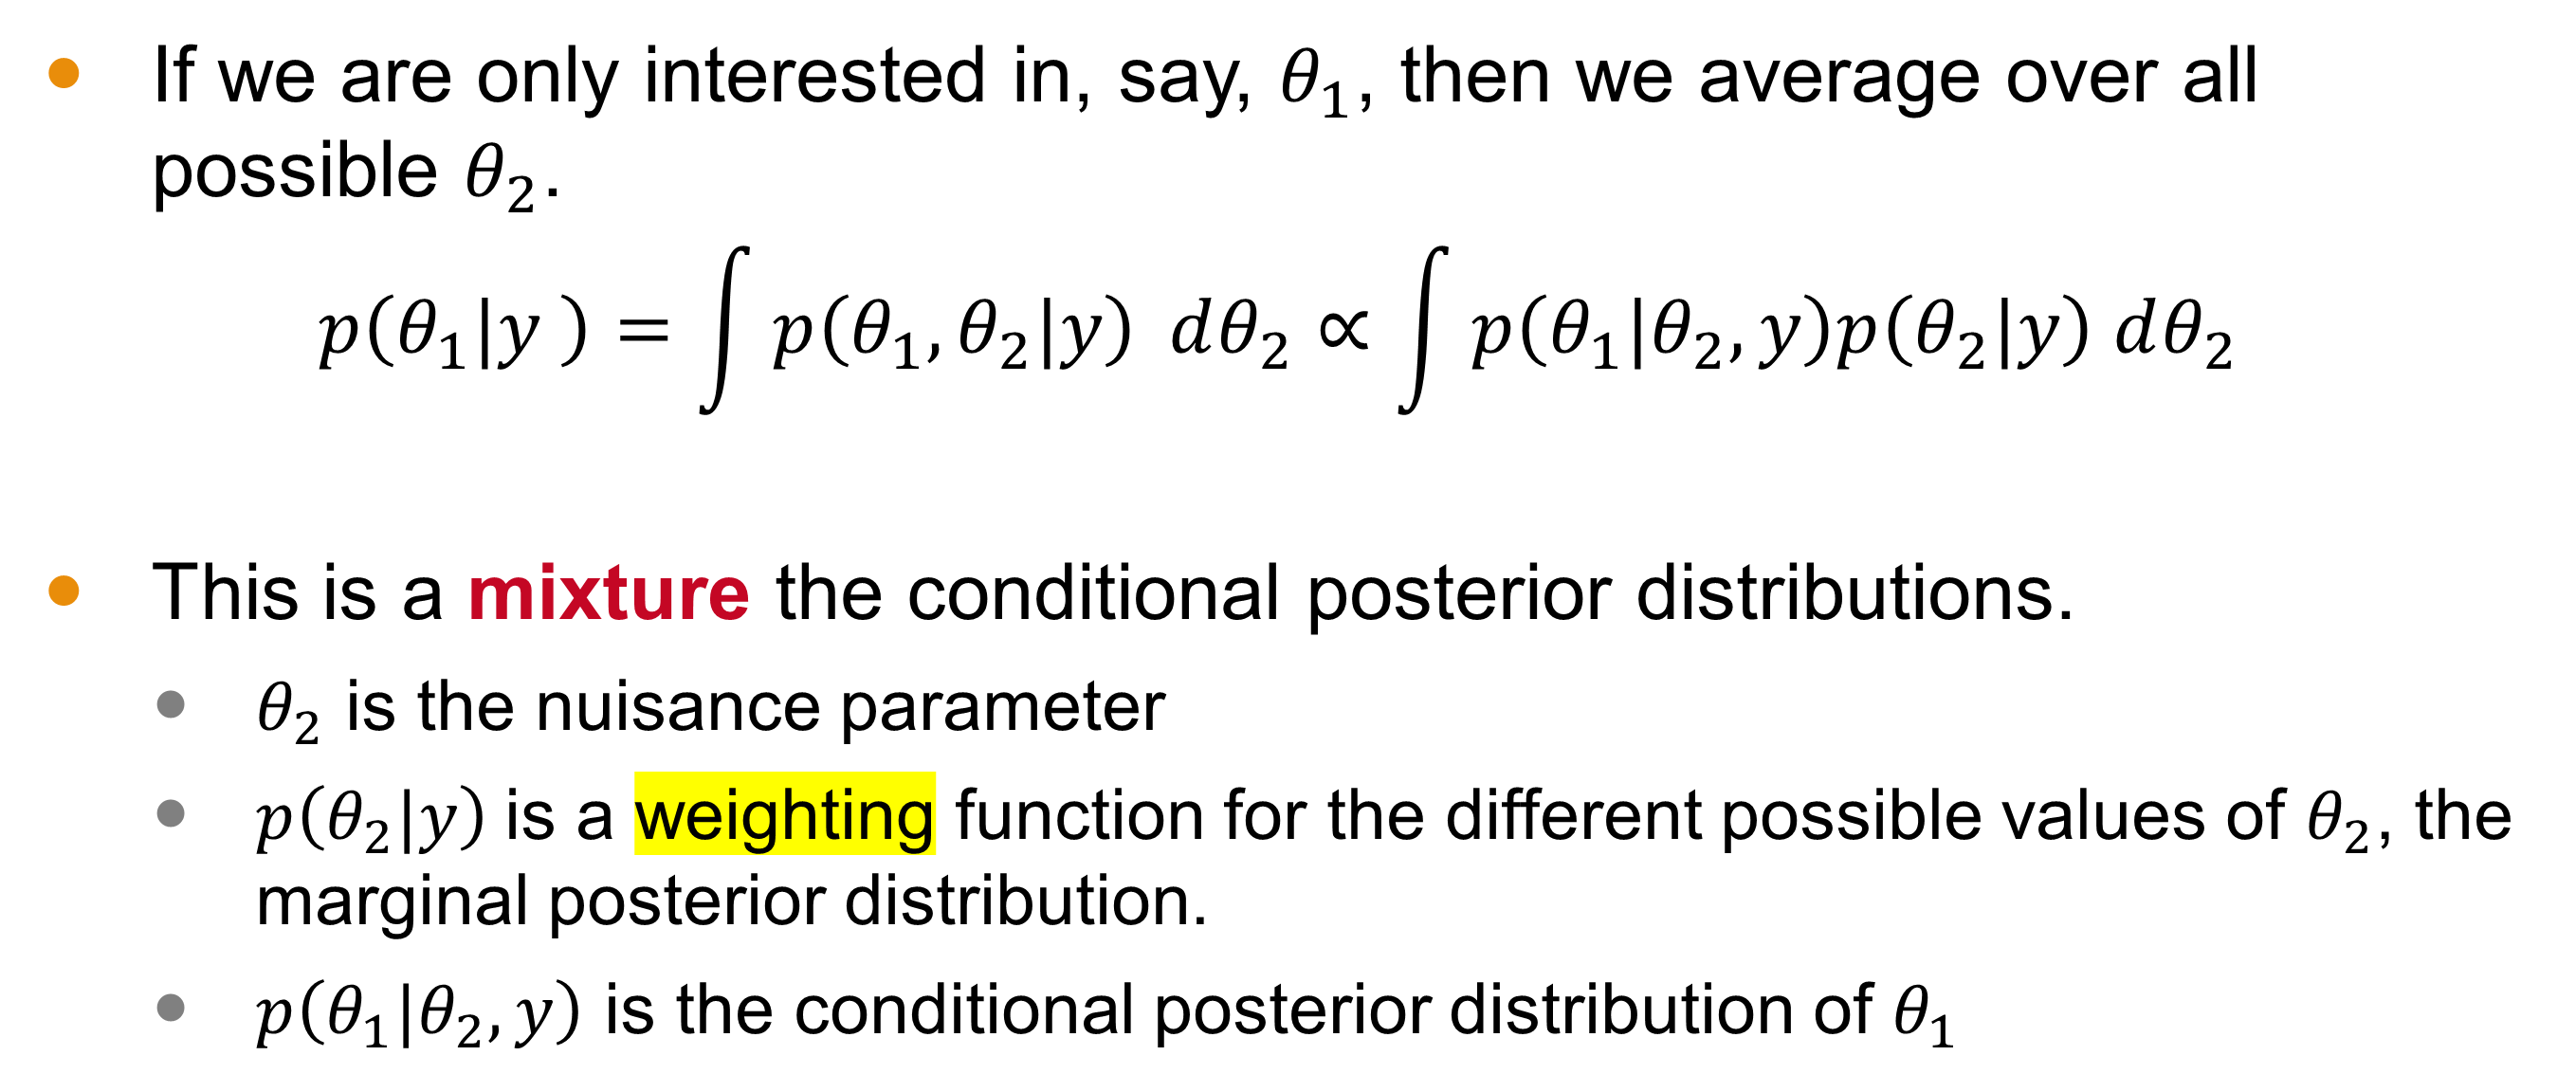 • If we are only interested in, say, θ₁, then we average over all
possible θ₂.
p(θ₁|y ) = ∫ p(θ₁, θ₂|y) dθ₂ ∝ ∫ p(θ₁|θ₂, y)p(θ₂|y) dθ₂
• This is a mixture the conditional posterior distributions.
• θ₂ is the nuisance parameter
• p(θ₂|y) is a weighting function for the different possible values of θ₂, the
marginal posterior distribution.
• p(θ₁|θ₂, y) is the conditional posterior distribution of θ₁